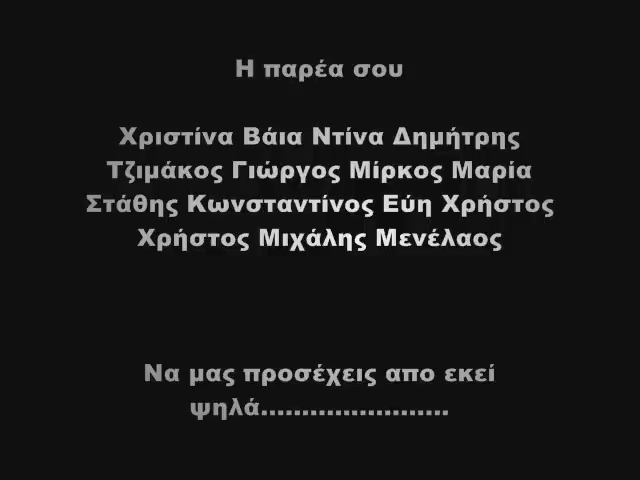 Η παρέα σου
Χριστίνα Βάια Ντίνα Δημήτρης
Τζιμάκος Γιώργος Μίρκος Μαρία
Στάθης Κωνσταντίνος Εύη Χρήστος
Χρήστος Μιχάλης Μενέλαος
Να μας προσέχεις απο εκεί
ψηλά.......................